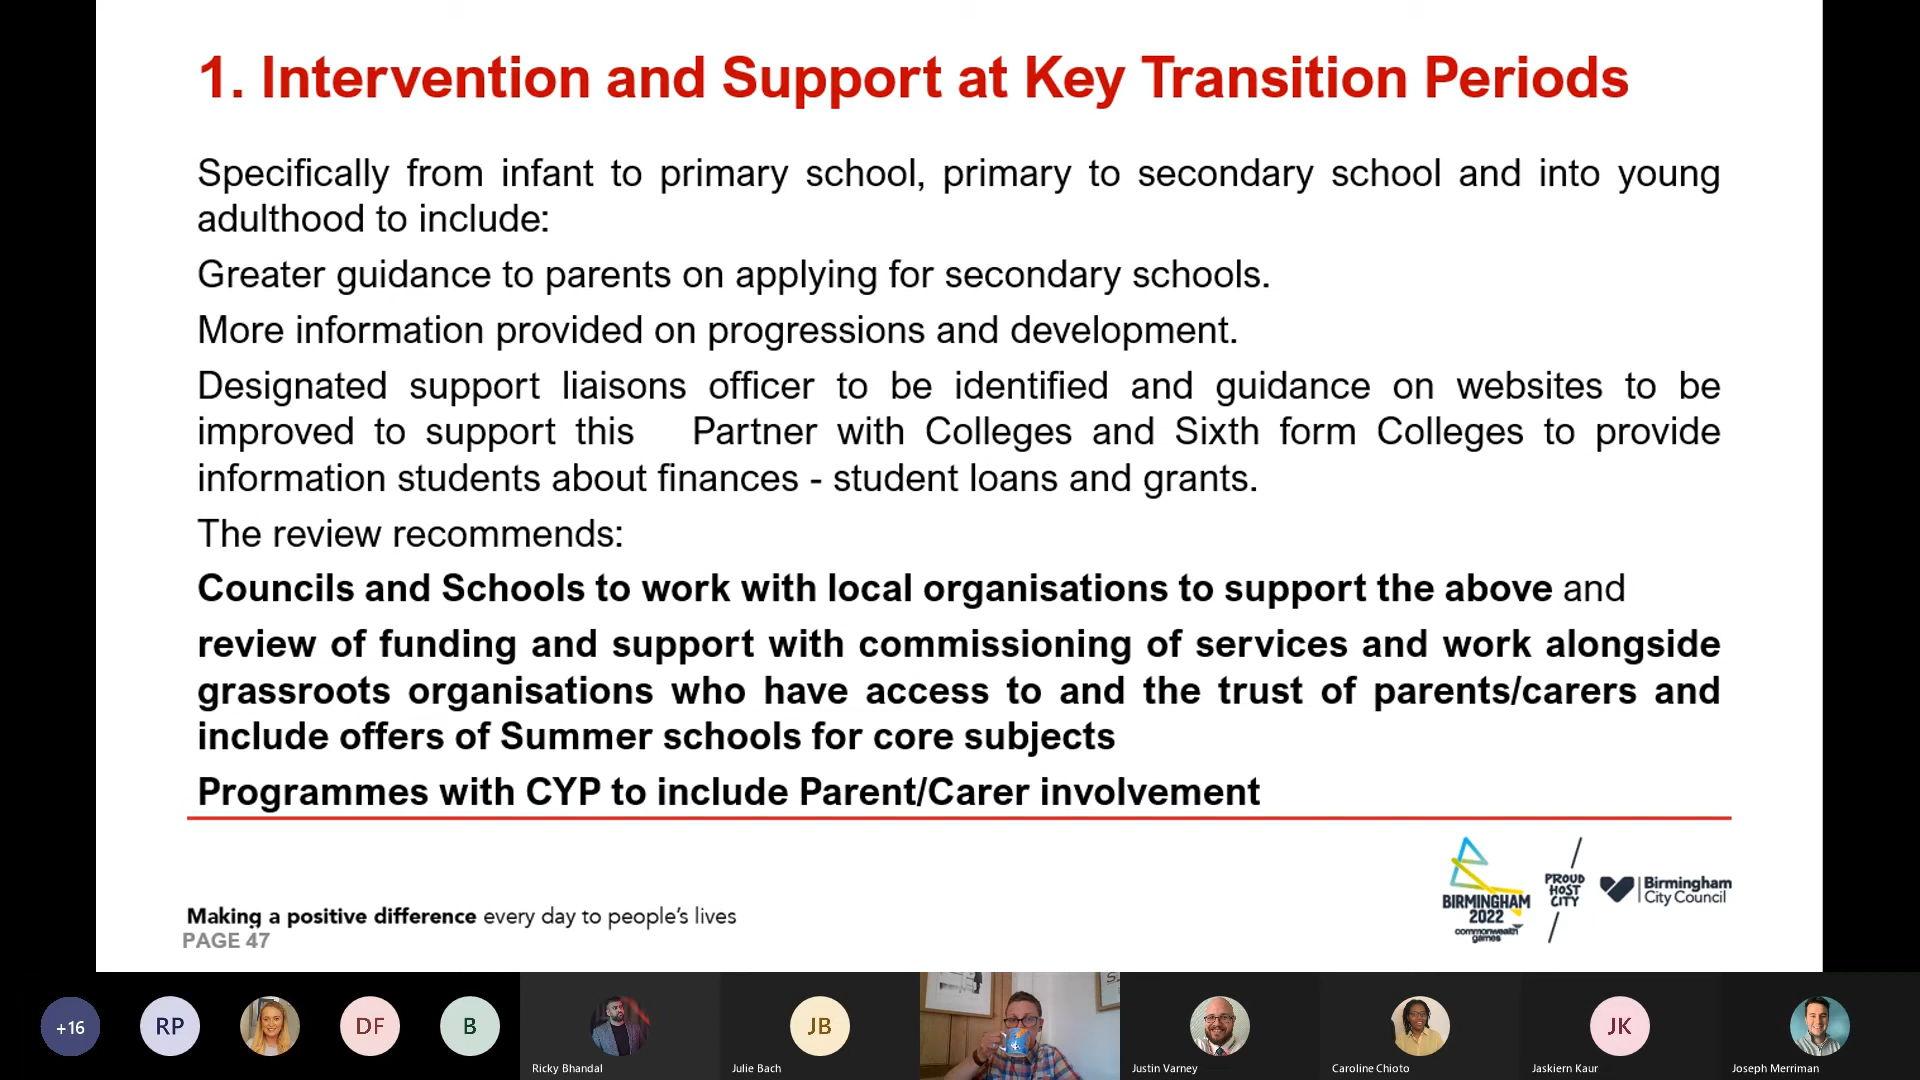 1. Intervention and Support at Key Transition Periods
Specifically from infant to primary school, primary to secondary school and into young
adulthood to include:
Greater guidance to parents on applying for secondary schools.
More information provided on progressions and development.
Designated support liaisons officer to be identified and guidance on websites to be
improved to support this Partner with Colleges and Sixth form Colleges to provide
information students about finances - student loans and grants.
The review recommends:
Councils and Schools to work with local organisations to support the above and
review of funding and support with commissioning of services and work alongside
grassroots organisations who have access to and the trust of parents/carers and
include offers of Summer schools for core subjects
Programmes with CYP to include Parent/Carer involvement
Making a positive difference every day to people's lives
PAGE 47
BIRMINGHAM
2022
commonwealth
games
PROUD
HOST
CITY
Birmingham
City Council
+16
RP
DF
B
Ricky Bhandal
JB
Julie Bach
Justin Varney
Caroline Chioto
JK
Jaskiern Kaur
Joseph Merriman